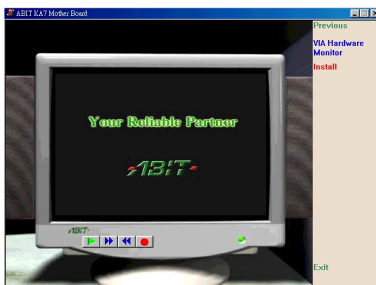 ABIT KA7 Mother Board
Previous
VIA Hardware
Monitor
Install
Your Reliable Partner
ABIT
ABIT
Exit